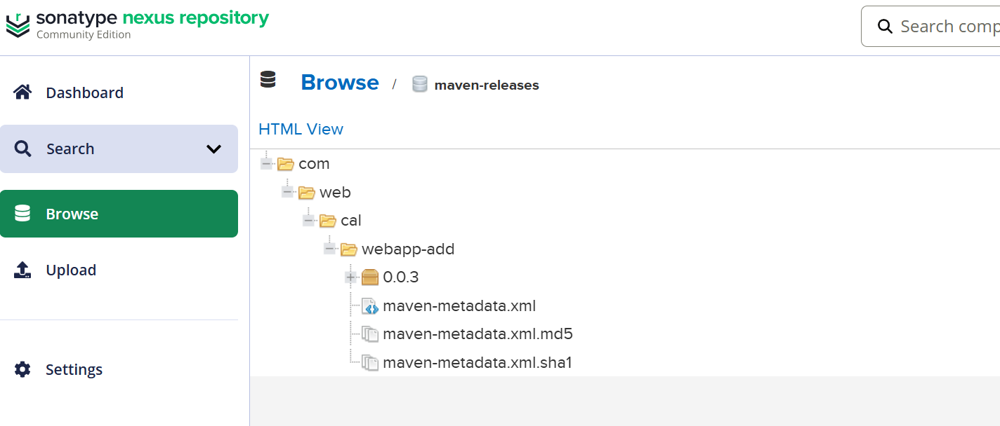 sonatype nexus repository
Community Edition
Search comp
Dashboard
Search
Browse
Upload
Settings
Browse / maven-releases
HTML View
com
web
cal
webapp-add
0.0.3
maven-metadata.xml
maven-metadata.xml.md5
maven-metadata.xml.sha1